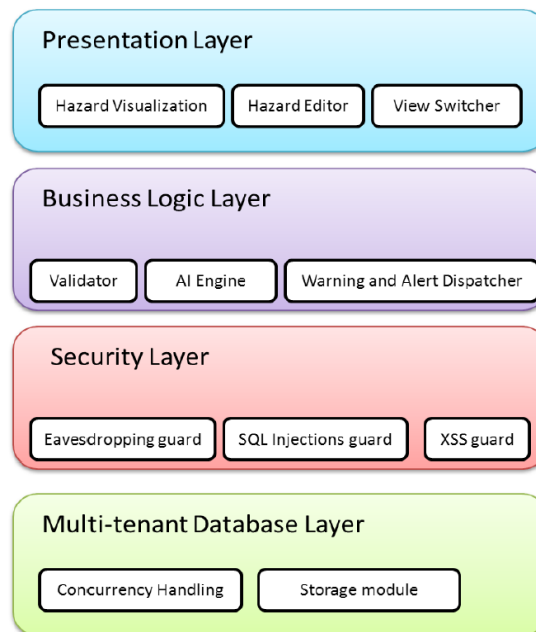 Presentation Layer
Hazard Visualization
Hazard Editor
View Switcher
Business Logic Layer
Validator
AI Engine
Warning and Alert Dispatcher
Security Layer
Eavesdropping guard
SQL Injections guard
XSS guard
Multi-tenant Database Layer
Concurrency Handling
Storage module